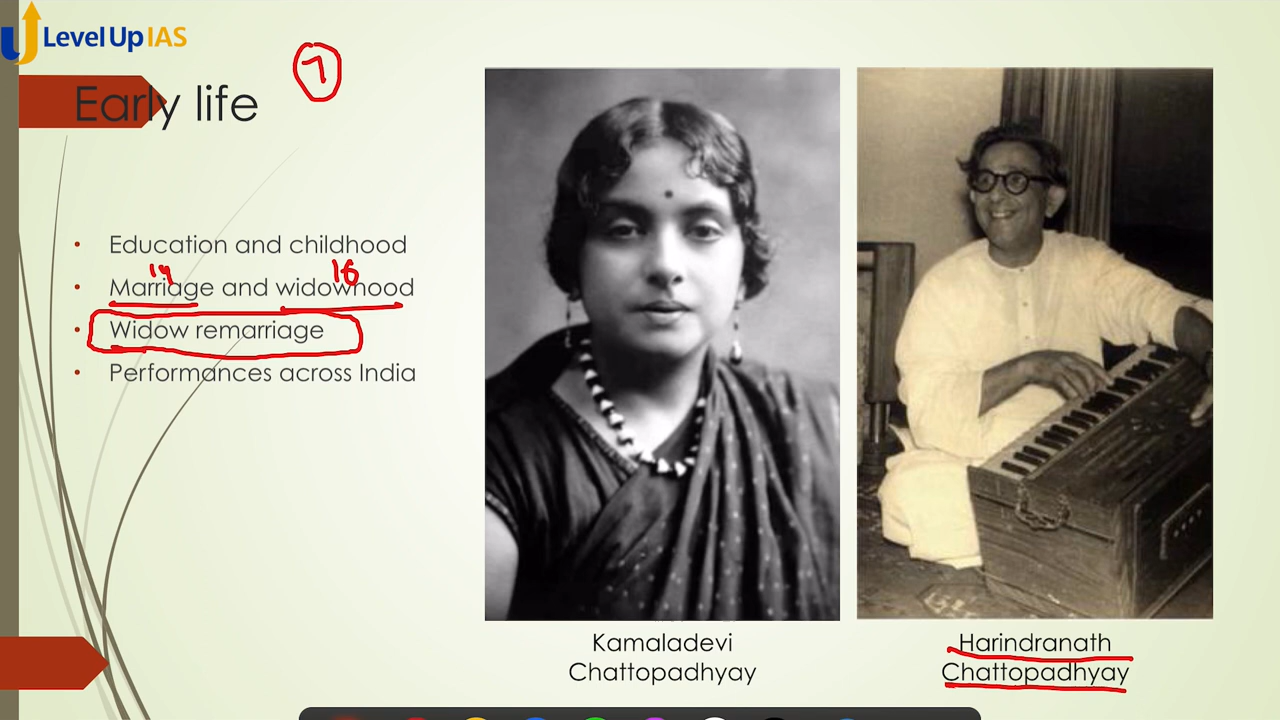 Level Up IAS
7
Early life
• Education and childhood
14 16
• Marriage and widowhood
• Widow remarriage
• Performances across India
Kamaladevi
Chattopadhyay
Harindranath
Chattopadhyay